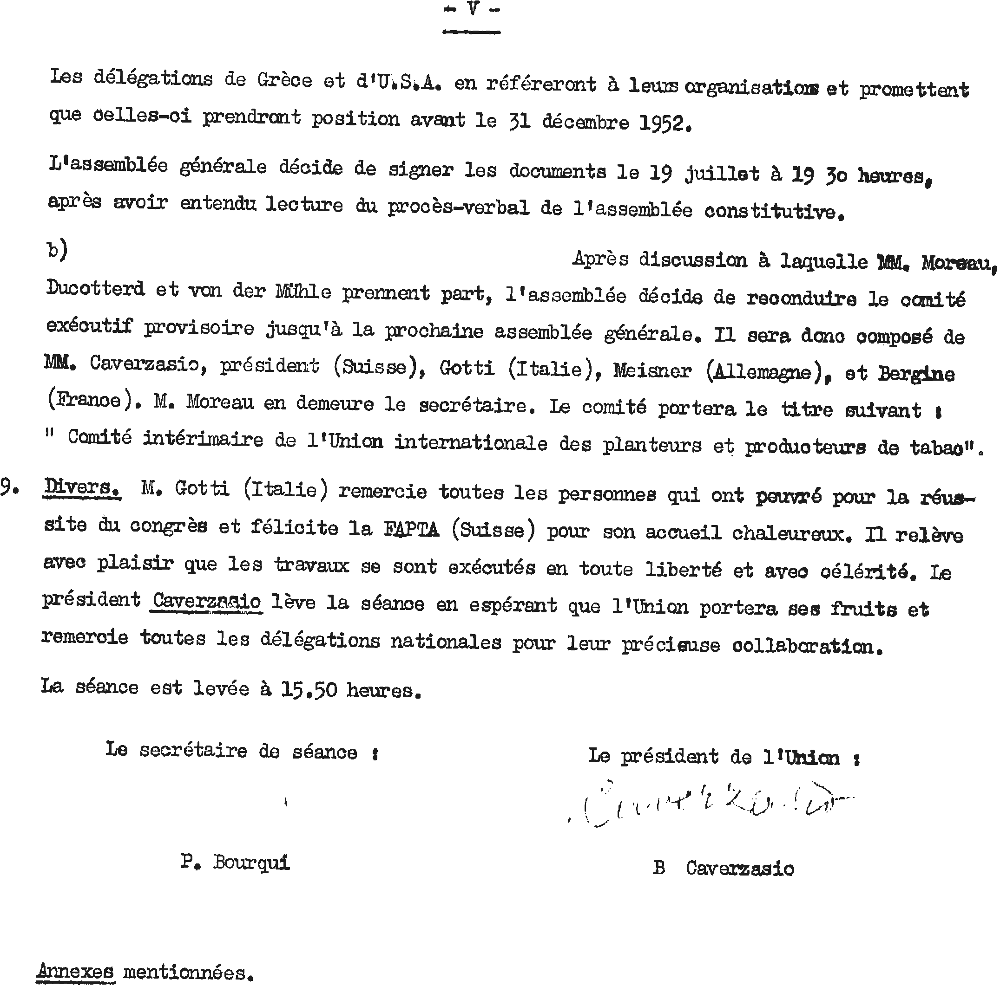 - V -
Les délégations de Grèce et d'U.S.A. en référeront à leurs organisations et promettent
que celles-ci prendront position avant le 31 décembre 1952.
L'assemblée générale décide de signer les documents le 19 juillet à 19 30 heures,
après avoir entendu lecture du procès-verbal de l'assemblée constitutive.
b) Après discussion à laquelle MM. Moreau,
Ducotterd et von der Mühle prennent part, l'assemblée décide de reconduire le comité
exécutif provisoire jusqu'à la prochaine assemblée générale. Il sera donc composé de
MM. Caverzasio, président (Suisse), Gotti (Italie), Meisner (Allemagne), et Bergine
(France). M. Moreau en demeure le secrétaire. Le comité portera le titre suivant :
" Comité intérimaire de l'Union internationale des planteurs et producteurs de tabac".
9. Divers. M. Gotti (Italie) remercie toutes les personnes qui ont peuvré pour la réus-
site du congrès et félicite la FAPTA (Suisse) pour son accueil chaleureux. Il relève
avec plaisir que les travaux se sont exécutés en toute liberté et avec célérité. Le
président Caverzasio lève la séance en espérant que l'Union portera ses fruits et
remercie toutes les délégations nationales pour leur précieuse collaboration.
La séance est levée à 15.50 heures.
Le secrétaire de séance : Le président de l'Union :
Caverzasio
P. Bourqui B Caverzasio
Annexes mentionnées.